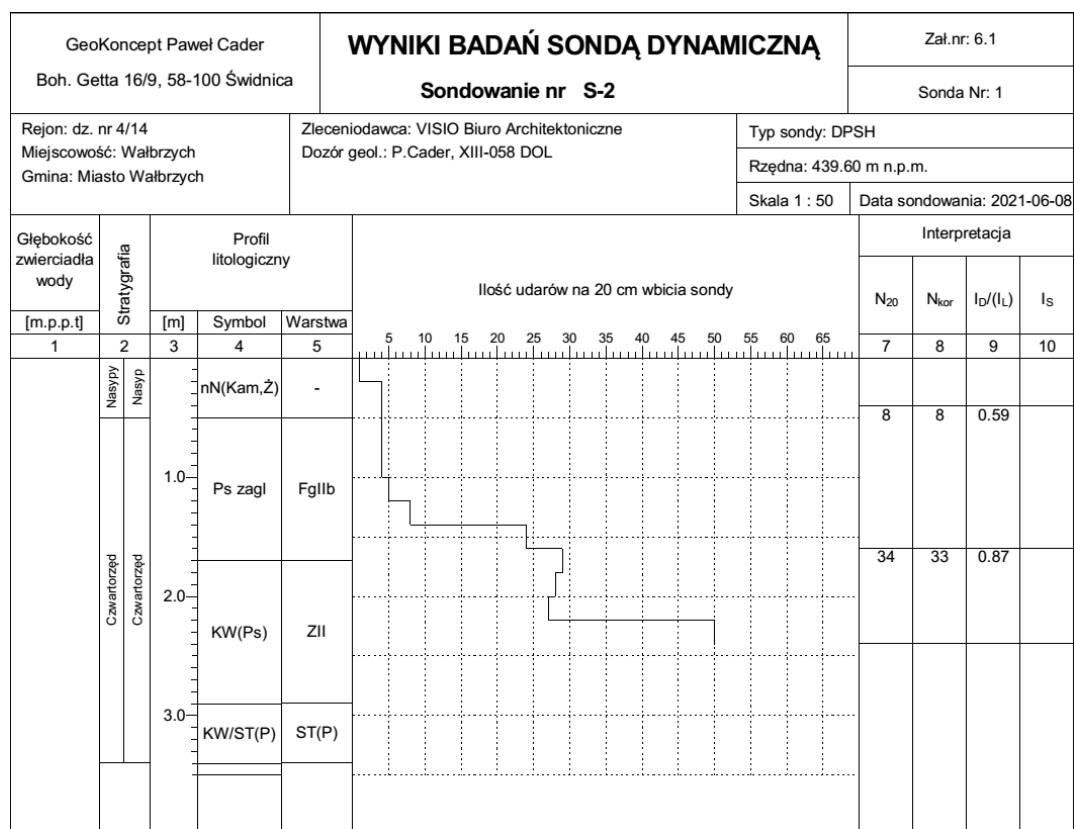 GeoKoncept Paweł Cader
Boh. Getta 16/9, 58-100 Świdnica
WYNIKI BADAŃ SONDĄ DYNAMICZNĄ
Sondowanie nr S-2
Zał.nr: 6.1
Sonda Nr: 1
Rejon: dz. nr 4/14
Miejscowość: Wałbrzych
Gmina: Miasto Wałbrzych
Zleceniodawca: VISIO Biuro Architektoniczne
Dozór geol.: P.Cader, XIII-058 DOL
Typ sondy: DPSH
Rzędna: 439.60 m n.p.m.
Skala 1 : 50
Data sondowania: 2021-06-08
Głębokość
zwierciadła
wody
[m.p.p.t]
Stratygrafia
Profil
litologiczny
[m]
Symbol
Warstwa
Ilość udarów na 20 cm wbicia sondy
Interpretacja
N20
Nkor
ID/(IL)
IS
1
2
3
4
5
5 10 15 20 25 30 35 40 45 50 55 60 65
7
8
9
10
Nasypy
Nasyp
nN(Kam,Ż)
-
8
8
0.59
1.0
Ps zagl
FgIIb
34
33
0.87
Czwartorzęd
Czwartorzęd
2.0
KW(Ps)
ZII
3.0
KW/ST(P)
ST(P)